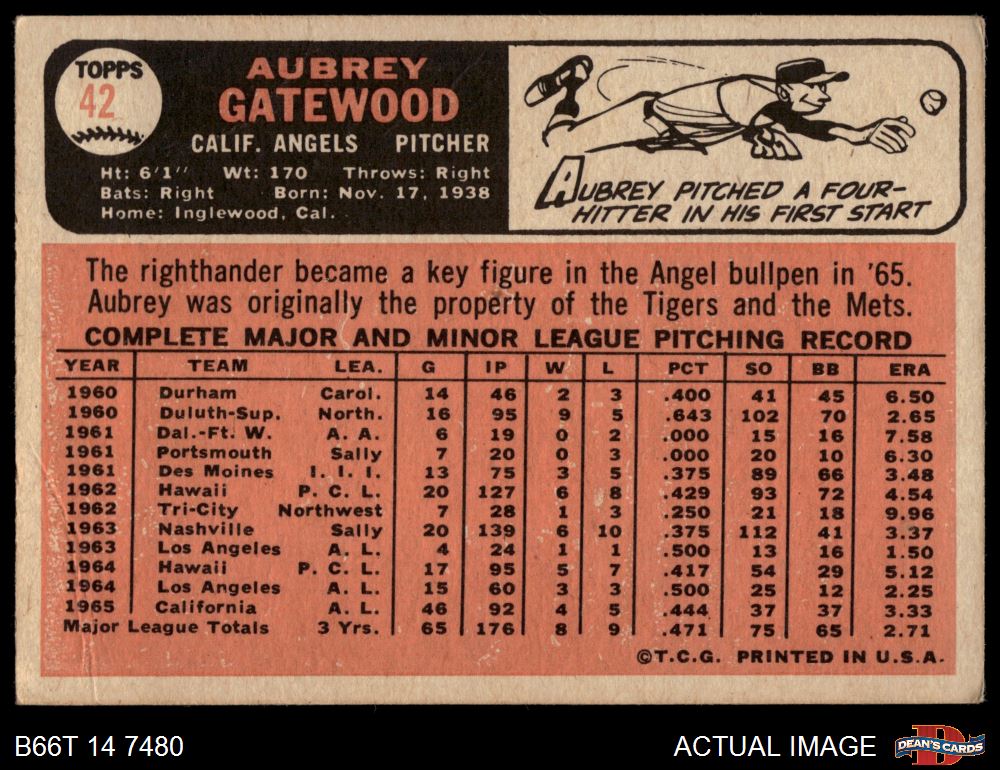 TOPPS
42
AUBREY
GATEWOOD
CALIF. ANGELS PITCHER
Ht: 6'1" Wt: 170 Throws: Right
Bats: Right Born: Nov. 17, 1938
Home: Inglewood, Cal.
AUBREY PITCHED A FOUR-
HITTER IN HIS FIRST START
The righthander became a key figure in the Angel bullpen in '65.
Aubrey was originally the property of the Tigers and the Mets.
COMPLETE MAJOR AND MINOR LEAGUE PITCHING RECORD
YEAR TEAM LEA. G IP W L PCT SO BB ERA
1960 Durham Carol. 14 46 2 3 .400 41 45 6.50
1960 Duluth-Sup. North. 16 95 9 5 .643 102 70 2.65
1961 Dal.-Ft. W. A. A. 6 19 0 2 .000 15 16 7.58
1961 Portsmouth Sally 7 20 0 3 .000 20 10 6.30
1961 Des Moines I. I. I. 13 75 3 5 .375 89 66 3.48
1962 Hawaii P. C. L. 20 127 6 8 .429 93 72 4.54
1962 Tri-City Northwest 7 28 1 3 .250 21 18 9.96
1963 Nashville Sally 20 139 6 10 .375 112 41 3.37
1963 Los Angeles A. L. 4 24 1 1 .500 13 16 1.50
1964 Hawaii P. C. L. 17 95 5 7 .417 54 29 5.12
1964 Los Angeles A. L. 15 60 3 3 .500 25 12 2.25
1965 California A. L. 46 92 4 5 .444 37 37 3.33
Major League Totals 3 Yrs. 65 176 8 9 .471 75 65 2.71
©T.C.G. PRINTED IN U.S.A.
B66T 14 7480
ACTUAL IMAGE
DEAN'S CARDS